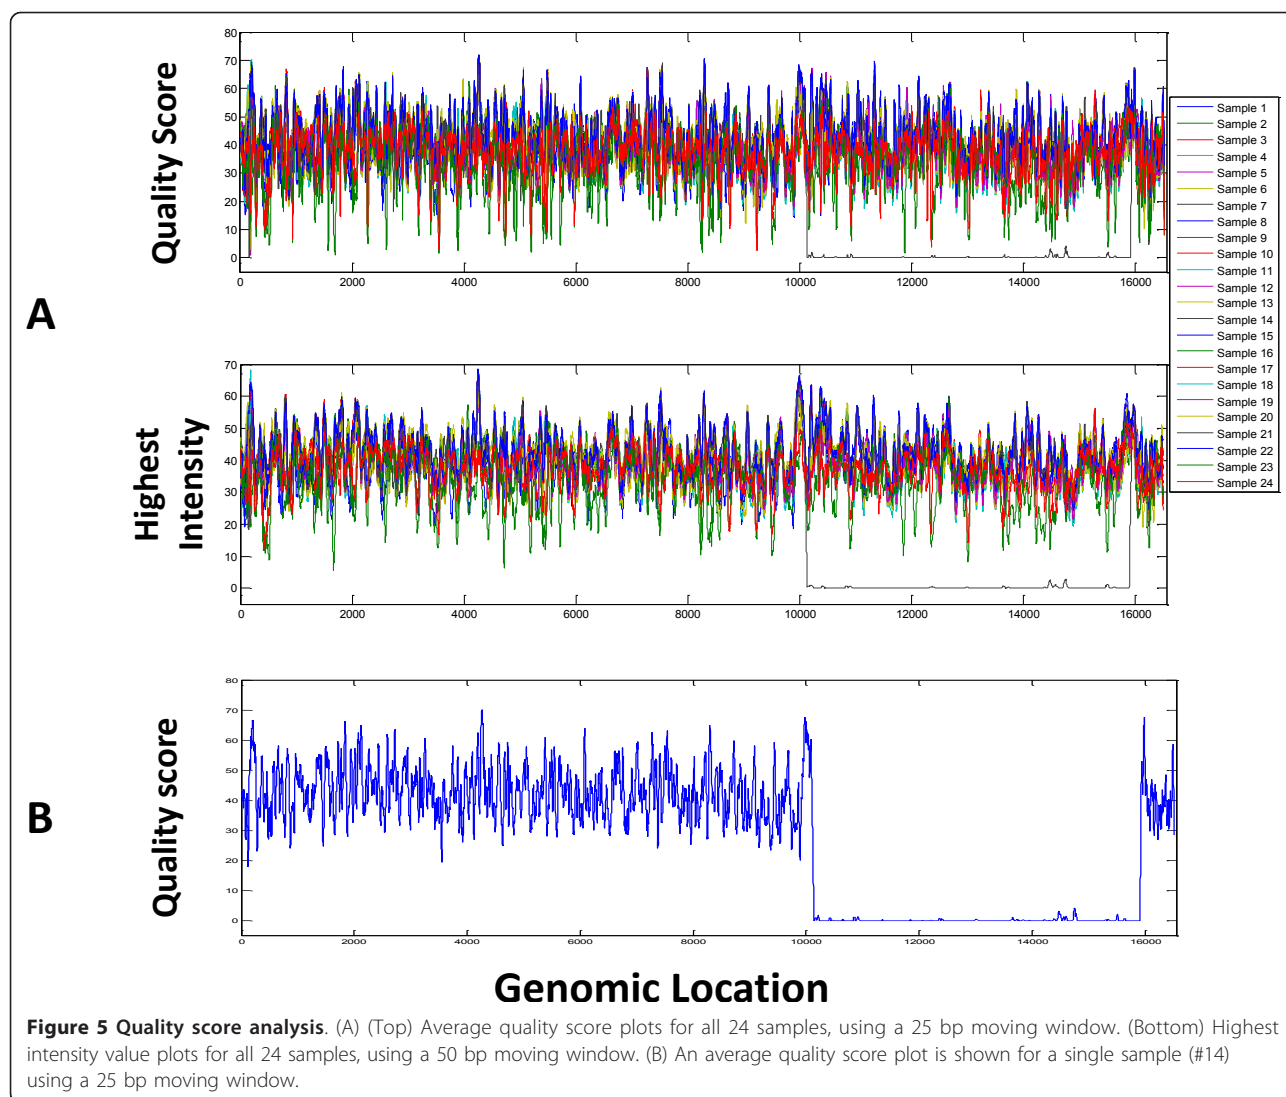 80
70
60
50
40
30
20
10
0
0 2000 4000 6000 8000 10000 12000 14000 16000
Quality Score
A
70
60
50
40
30
20
10
0
0 2000 4000 6000 8000 10000 12000 14000 16000
Highest
Intensity
Sample 1
Sample 2
Sample 3
Sample 4
Sample 5
Sample 6
Sample 7
Sample 8
Sample 9
Sample 10
Sample 11
Sample 12
Sample 13
Sample 14
Sample 15
Sample 16
Sample 17
Sample 18
Sample 19
Sample 20
Sample 21
Sample 22
Sample 23
Sample 24
B
Quality score
80
70
60
50
40
30
20
10
0
0 2000 4000 6000 8000 10000 12000 14000 16000
Genomic Location
Figure 5 Quality score analysis. (A) (Top) Average quality score plots for all 24 samples, using a 25 bp moving window. (Bottom) Highest
intensity value plots for all 24 samples, using a 50 bp moving window. (B) An average quality score plot is shown for a single sample (#14)
using a 25 bp moving window.